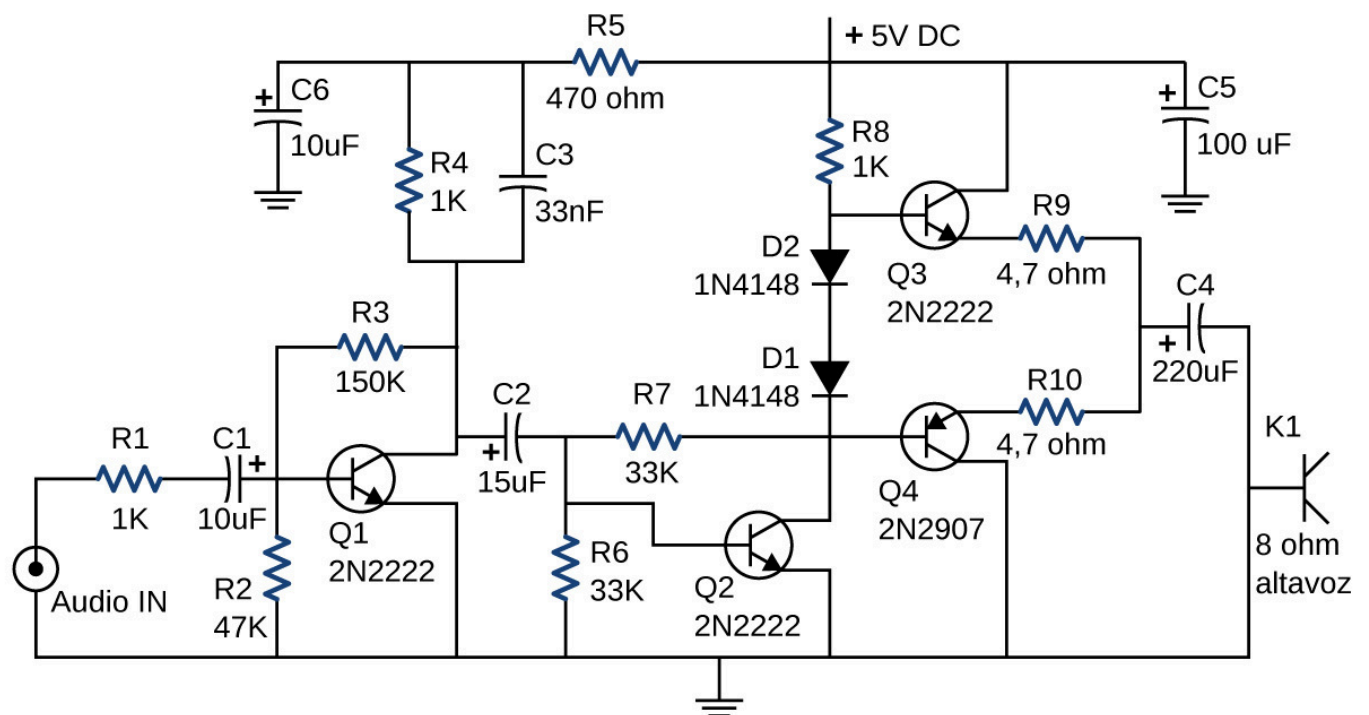 R5
470 ohm
+ 5V DC
+
C6
10uF
R4
1K
C3
33nF
R8
1K
+
C5
100 uF
D2
1N4148
Q3
2N2222
R9
4,7 ohm
C4
+
220uF
R3
150K
D1
1N4148
R10
4,7 ohm
R1
1K
C1
+
10uF
C2
+
15uF
R7
33K
Q4
2N2907
K1
8 ohm
altavoz
Q1
2N2222
Audio IN
R2
47K
R6
33K
Q2
2N2222